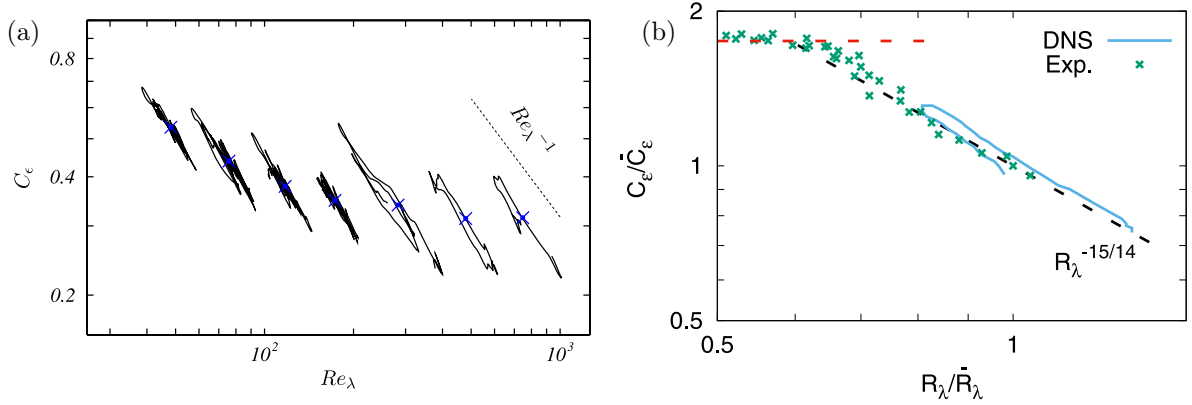 (a)
0.8
0.4
0.2
C_ϵ
10^2
10^3
Re_λ
Re_λ^{-1}
(b)
2
1
0.5
C_ε/C̄_ε
DNS
Exp.
R_λ^{-15/14}
0.5
1
R_λ/R̄_λ